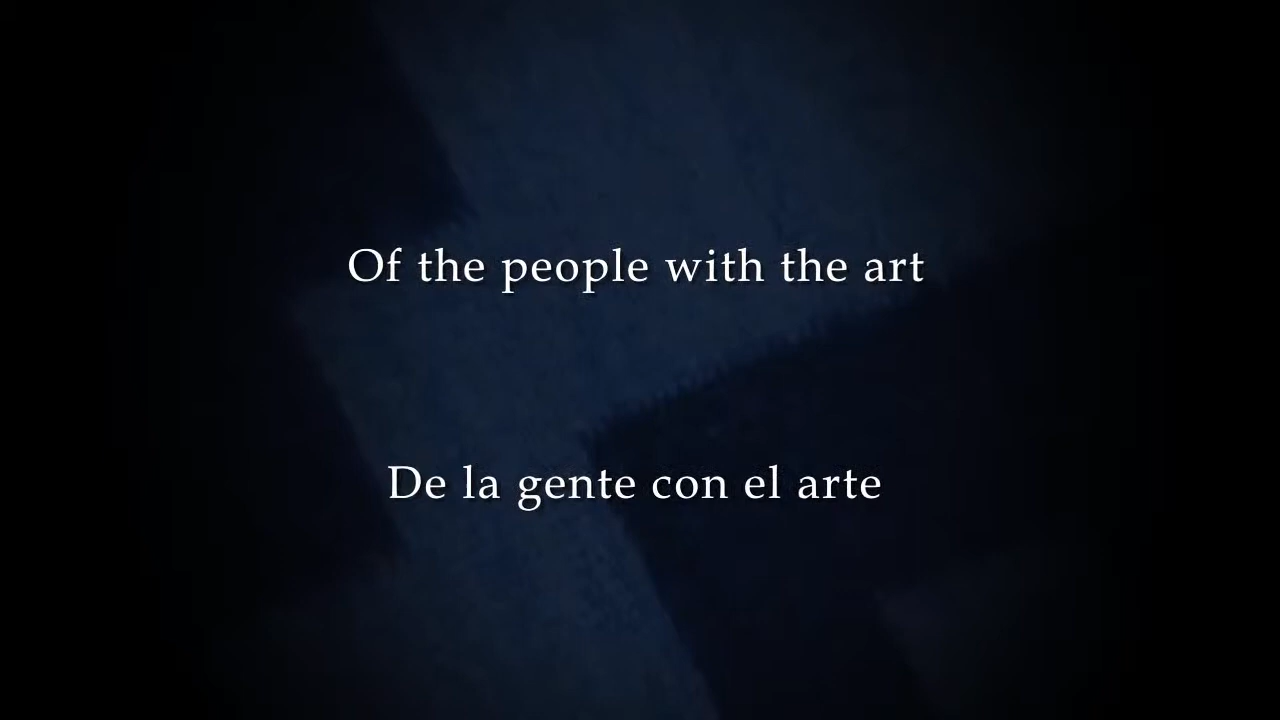 Of the people with the art
De la gente con el arte